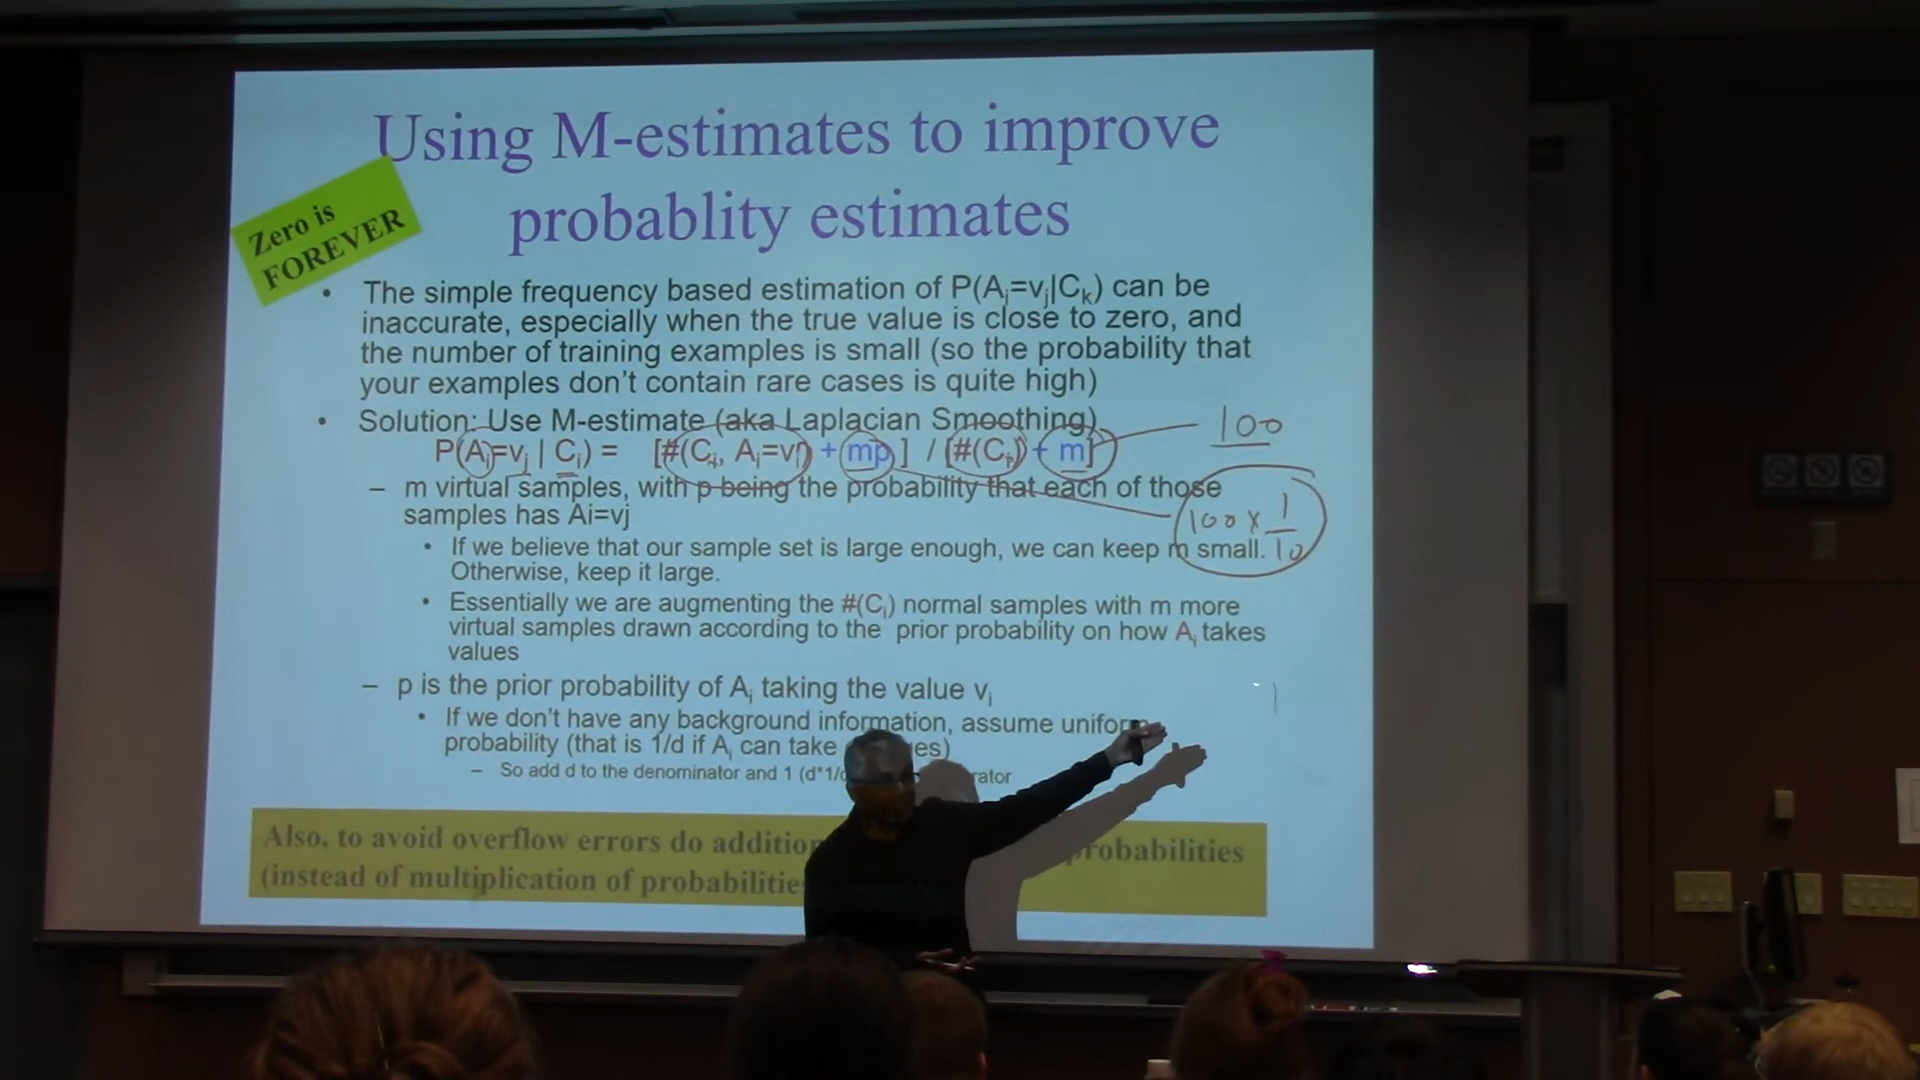 Using M-estimates to improve
probablity estimates
Zero is
FOREVER
• The simple frequency based estimation of P(Ai=vj|Ck) can be
inaccurate, especially when the true value is close to zero, and
the number of training examples is small (so the probability that
your examples don't contain rare cases is quite high)
• Solution: Use M-estimate (aka Laplacian Smoothing)
P(Ai=vj | Ci) = [#(Ci, Ai=vi) + mp ] / [#(Ci) + m]
100
– m virtual samples, with p being the probability that each of those
samples has Ai=vj
100 x 1/10
• If we believe that our sample set is large enough, we can keep m small.
Otherwise, keep it large.
• Essentially we are augmenting the #(Ci) normal samples with m more
virtual samples drawn according to the prior probability on how Ai takes
values
– p is the prior probability of Ai taking the value vi
• If we don't have any background information, assume uniform
probability (that is 1/d if Ai can take
– So add d to the denominator and 1 (d*1/
Also, to avoid overflow errors do addition probabilities
(instead of multiplication of probabilities